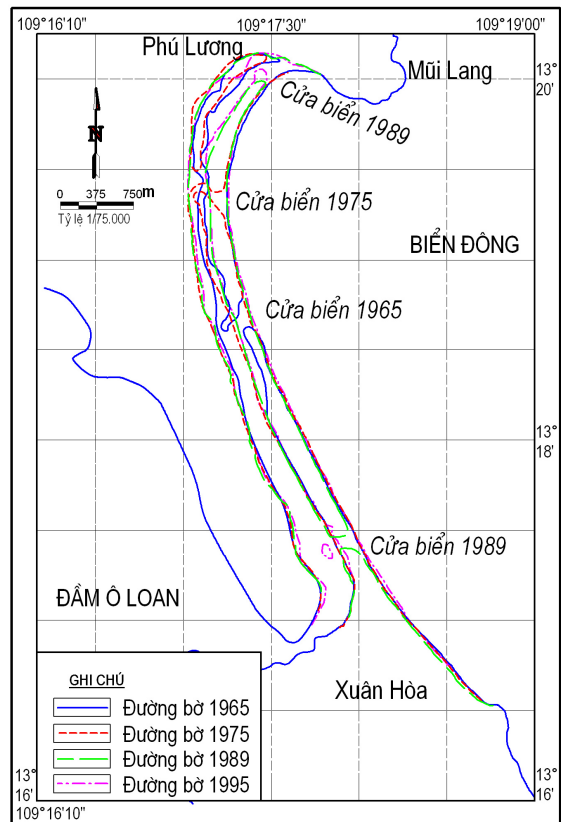 109°16'10"
109°17'30"
109°19'00"
Phú Lương
Mũi Lang
13°
20'
Cửa biển 1989
N
0 375 750m
Tỷ lệ 1/75.000
Cửa biển 1975
BIỂN ĐÔNG
Cửa biển 1965
13°
18'
Cửa biển 1989
ĐẦM Ô LOAN
Xuân Hòa
GHI CHÚ
Đường bờ 1965
Đường bờ 1975
Đường bờ 1989
Đường bờ 1995
13°
16'
13°
16'
109°16'10"